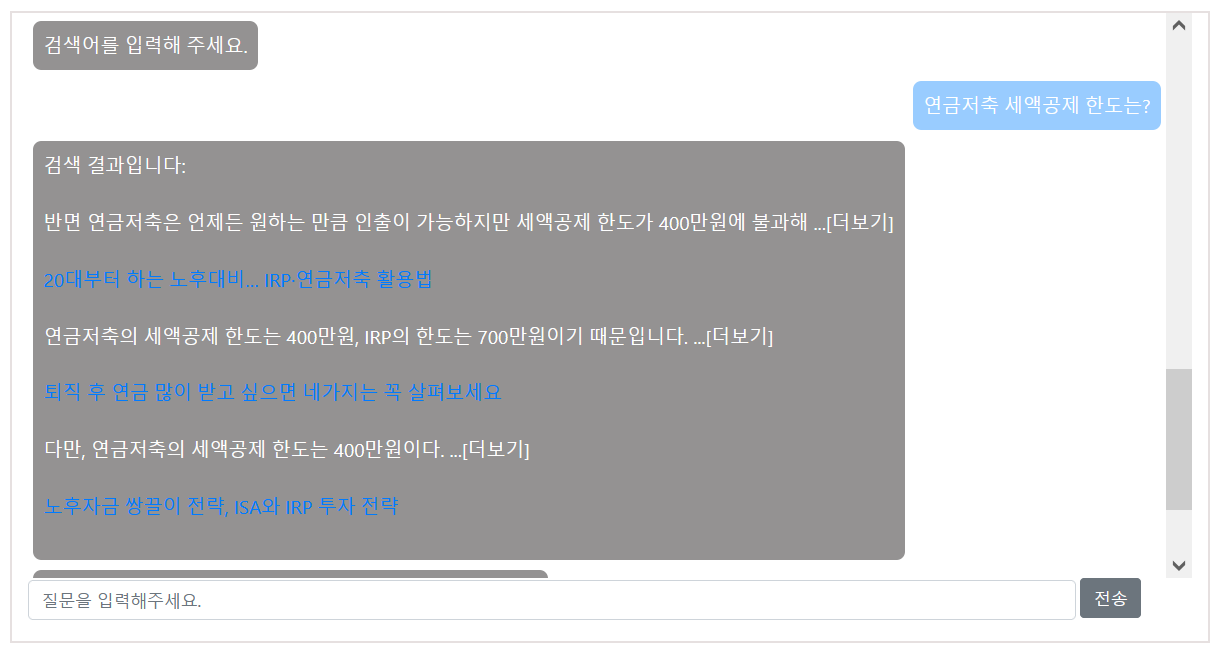 검색어를 입력해 주세요.
연금저축 세액공제 한도는?
검색 결과입니다:
반면 연금저축은 언제든 원하는 만큼 인출이 가능하지만 세액공제 한도가 400만원에 불과해 ...[더보기]
20대부터 하는 노후대비... IRP·연금저축 활용법
연금저축의 세액공제 한도는 400만원, IRP의 한도는 700만원이기 때문입니다. ...[더보기]
퇴직 후 연금 많이 받고 싶으면 네가지는 꼭 살펴보세요
다만, 연금저축의 세액공제 한도는 400만원이다. ...[더보기]
노후자금 쌍끌이 전략, ISA와 IRP 투자 전략
질문을 입력해주세요.
전송